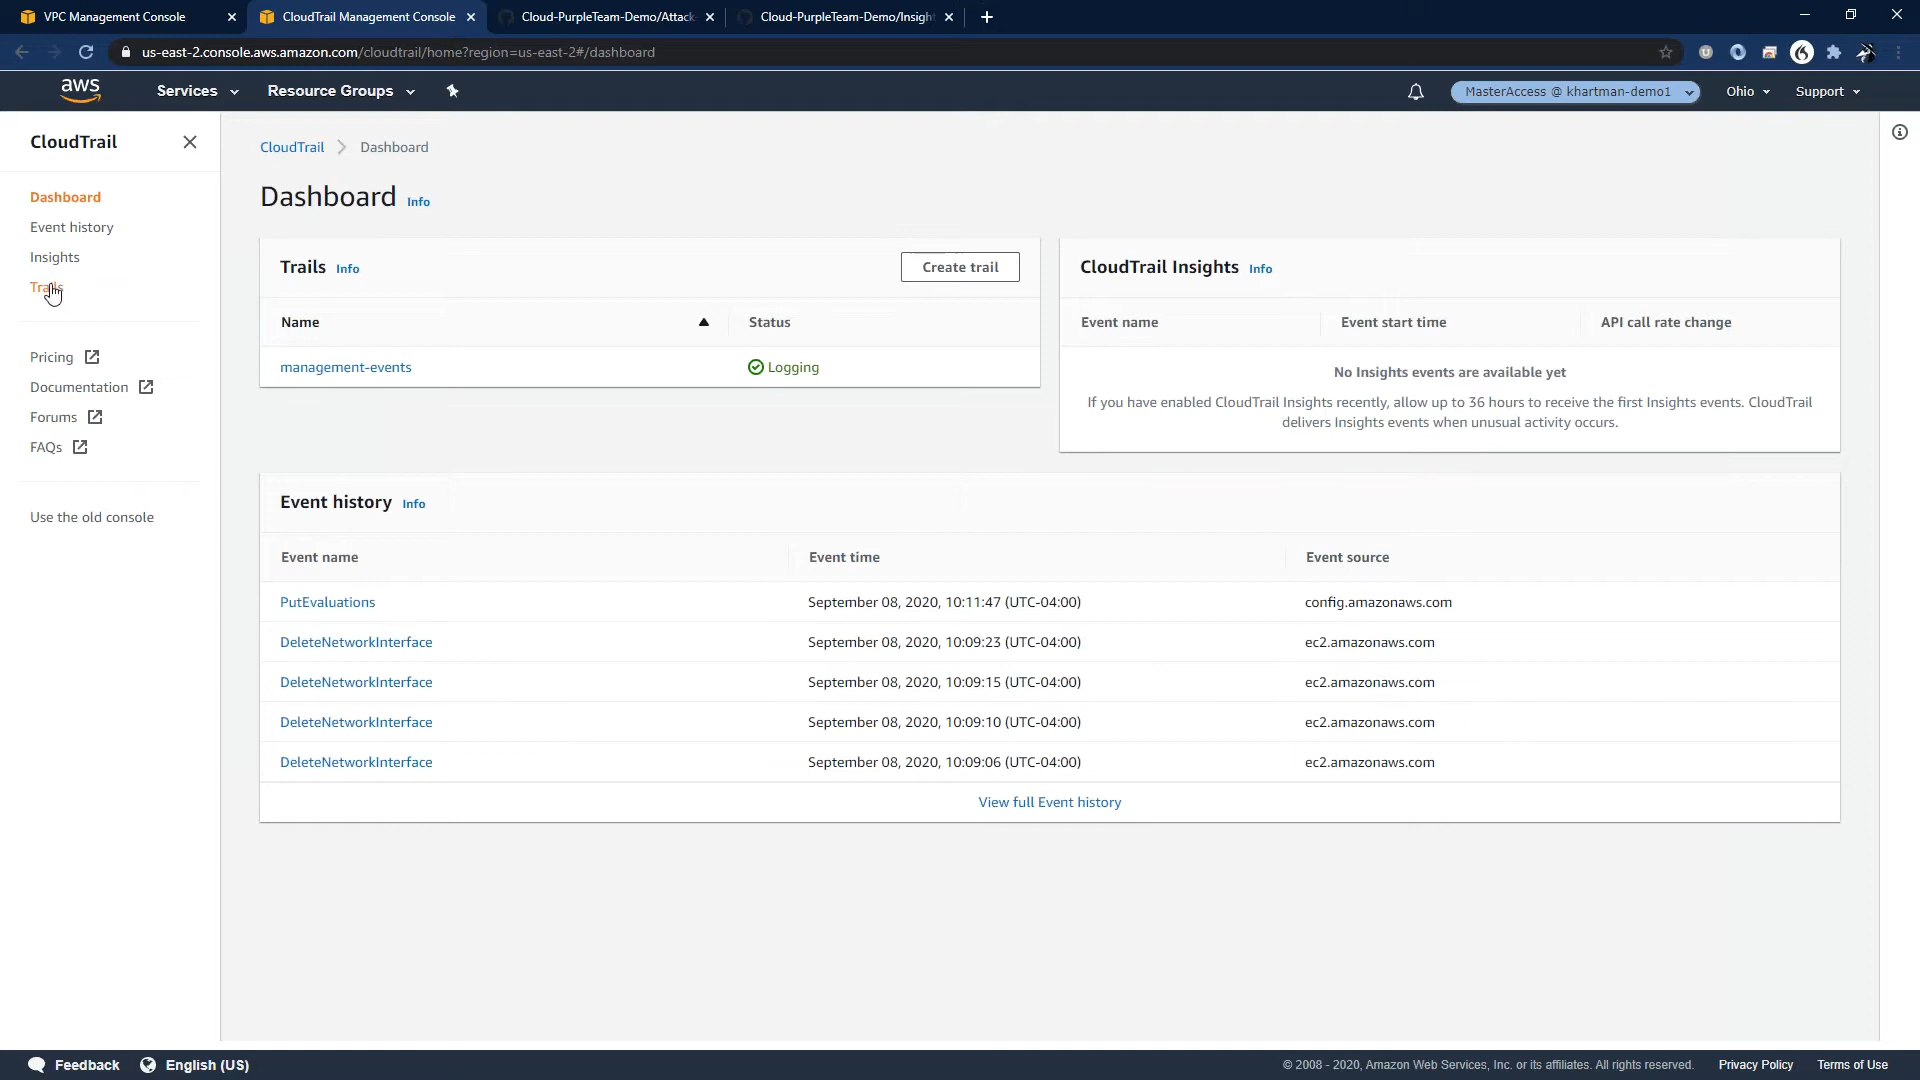 VPC Management Console
CloudTrail Management Console
Cloud-PurpleTeam-Demo/Attack
Cloud-PurpleTeam-Demo/Insight
us-east-2.console.aws.amazon.com/cloudtrail/home?region=us-east-2#/dashboard
aws
Services
Resource Groups
MasterAccess @ khartman-demo1
Ohio
Support
CloudTrail
Dashboard
Event history
Insights
Trails
Pricing
Documentation
Forums
FAQs
Use the old console
CloudTrail
Dashboard
Dashboard Info
Trails Info
Create trail
Name
Status
management-events
Logging
CloudTrail Insights Info
Event name
Event start time
API call rate change
No Insights events are available yet
If you have enabled CloudTrail Insights recently, allow up to 36 hours to receive the first Insights events. CloudTrail
delivers Insights events when unusual activity occurs.
Event history Info
Event name Event time Event source
PutEvaluations September 08, 2020, 10:11:47 (UTC-04:00) config.amazonaws.com
DeleteNetworkInterface September 08, 2020, 10:09:23 (UTC-04:00) ec2.amazonaws.com
DeleteNetworkInterface September 08, 2020, 10:09:15 (UTC-04:00) ec2.amazonaws.com
DeleteNetworkInterface September 08, 2020, 10:09:10 (UTC-04:00) ec2.amazonaws.com
DeleteNetworkInterface September 08, 2020, 10:09:06 (UTC-04:00) ec2.amazonaws.com
View full Event history
Feedback
English (US)
© 2008 - 2020, Amazon Web Services, Inc. or its affiliates. All rights reserved.
Privacy Policy
Terms of Use